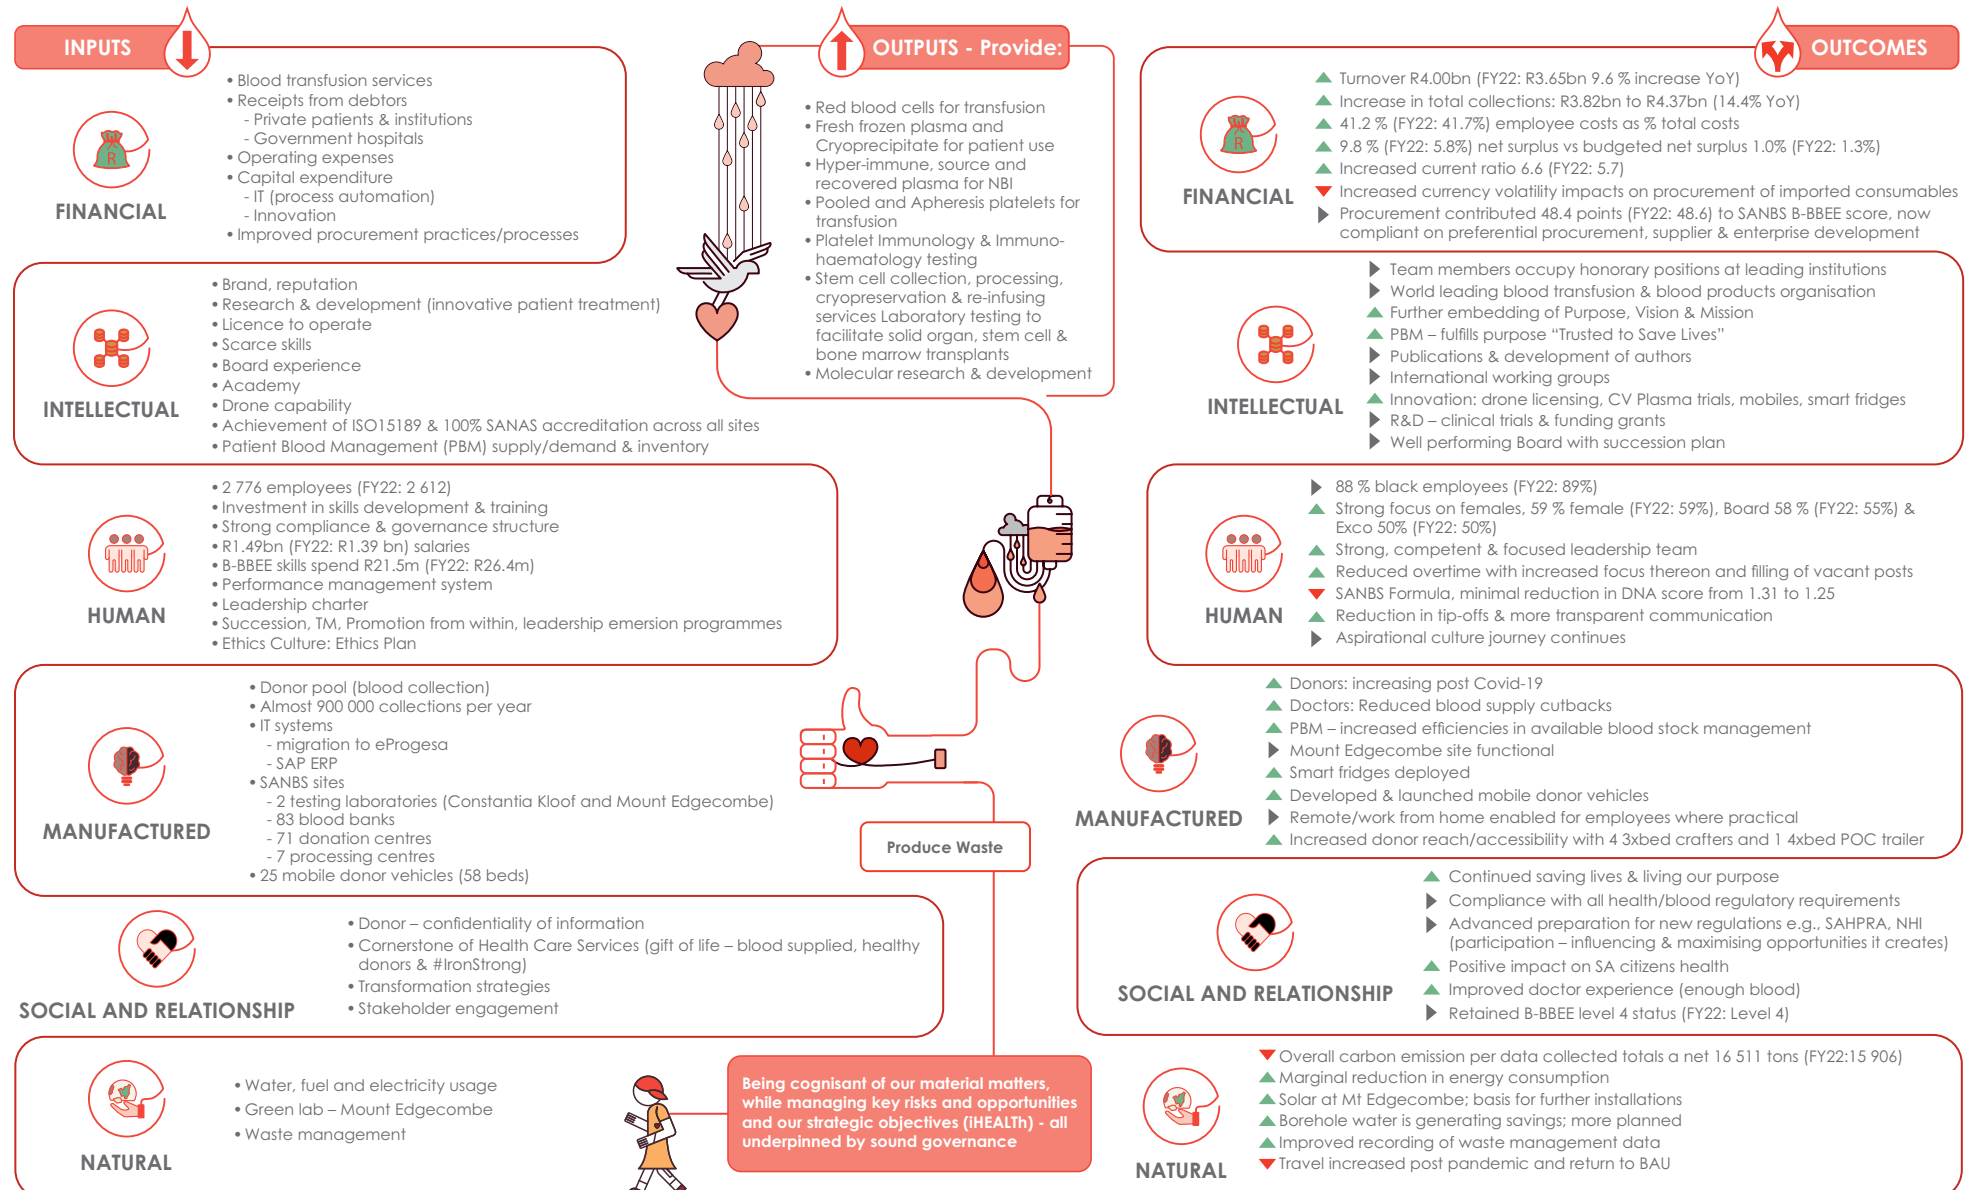 INPUTS
• Blood transfusion services
• Receipts from debtors
- Private patients & institutions
- Government hospitals
• Operating expenses
• Capital expenditure
- IT (process automation)
- Innovation
• Improved procurement practices/processes
FINANCIAL
• Brand, reputation
• Research & development (innovative patient treatment)
• Licence to operate
• Scarce skills
• Board experience
• Academy
• Drone capability
• Achievement of ISO15189 & 100% SANAS accreditation across all sites
• Patient Blood Management (PBM) supply/demand & inventory
INTELLECTUAL
• 2 776 employees (FY22: 2 612)
• Investment in skills development & training
• Strong compliance & governance structure
• R1.49bn (FY22: R1.39 bn) salaries
• B-BBEE skills spend R21.5m (FY22: R26.4m)
• Performance management system
• Leadership charter
• Succession, TM, Promotion from within, leadership emersion programmes
• Ethics Culture: Ethics Plan
HUMAN
• Donor pool (blood collection)
• Almost 900 000 collections per year
• IT systems
- migration to eProgesa
- SAP ERP
• SANBS sites
- 2 testing laboratories (Constantia Kloof and Mount Edgecombe)
- 83 blood banks
- 71 donation centres
- 7 processing centres
• 25 mobile donor vehicles (58 beds)
MANUFACTURED
• Donor – confidentiality of information
• Cornerstone of Health Care Services (gift of life – blood supplied, healthy
donors & #IronStrong)
• Transformation strategies
• Stakeholder engagement
SOCIAL AND RELATIONSHIP
• Water, fuel and electricity usage
• Green lab – Mount Edgecombe
• Waste management
NATURAL
OUTPUTS - Provide:
• Red blood cells for transfusion
• Fresh frozen plasma and
Cryoprecipitate for patient use
• Hyper-immune, source and
recovered plasma for NBI
• Pooled and Apheresis platelets for
transfusion
• Platelet Immunology & Immuno-
haematology testing
• Stem cell collection, processing,
cryopreservation & re-infusing
services Laboratory testing to
facilitate solid organ, stem cell &
bone marrow transplants
• Molecular research & development
Produce Waste
Being cognisant of our material matters,
while managing key risks and opportunities
and our strategic objectives (iHEALTh) - all
underpinned by sound governance
OUTCOMES
Turnover R4.00bn (FY22: R3.65bn 9.6 % increase YoY)
Increase in total collections: R3.82bn to R4.37bn (14.4% YoY)
41.2 % (FY22: 41.7%) employee costs as % total costs
9.8 % (FY22: 5.8%) net surplus vs budgeted net surplus 1.0% (FY22: 1.3%)
Increased current ratio 6.6 (FY22: 5.7)
Increased currency volatility impacts on procurement of imported consumables
Procurement contributed 48.4 points (FY22: 48.6) to SANBS B-BBEE score, now
compliant on preferential procurement, supplier & enterprise development
FINANCIAL
Team members occupy honorary positions at leading institutions
World leading blood transfusion & blood products organisation
Further embedding of Purpose, Vision & Mission
PBM – fulfills purpose “Trusted to Save Lives”
Publications & development of authors
International working groups
Innovation: drone licensing, CV Plasma trials, mobiles, smart fridges
R&D – clinical trials & funding grants
Well performing Board with succession plan
INTELLECTUAL
88 % black employees (FY22: 89%)
Strong focus on females, 59 % female (FY22: 59%), Board 58 % (FY22: 55%) &
Exco 50% (FY22: 50%)
Strong, competent & focused leadership team
Reduced overtime with increased focus thereon and filling of vacant posts
SANBS Formula, minimal reduction in DNA score from 1.31 to 1.25
Reduction in tip-offs & more transparent communication
Aspirational culture journey continues
HUMAN
Donors: increasing post Covid-19
Doctors: Reduced blood supply cutbacks
PBM – increased efficiencies in available blood stock management
Mount Edgecombe site functional
Smart fridges deployed
Developed & launched mobile donor vehicles
Remote/work from home enabled for employees where practical
Increased donor reach/accessibility with 4 3xbed crafters and 1 4xbed POC trailer
MANUFACTURED
Continued saving lives & living our purpose
Compliance with all health/blood regulatory requirements
Advanced preparation for new regulations e.g., SAHPRA, NHI
(participation – influencing & maximising opportunities it creates)
Positive impact on SA citizens health
Improved doctor experience (enough blood)
Retained B-BBEE level 4 status (FY22: Level 4)
SOCIAL AND RELATIONSHIP
Overall carbon emission per data collected totals a net 16 511 tons (FY22:15 906)
Marginal reduction in energy consumption
Solar at Mt Edgecombe; basis for further installations
Borehole water is generating savings; more planned
Improved recording of waste management data
Travel increased post pandemic and return to BAU
NATURAL
R
R